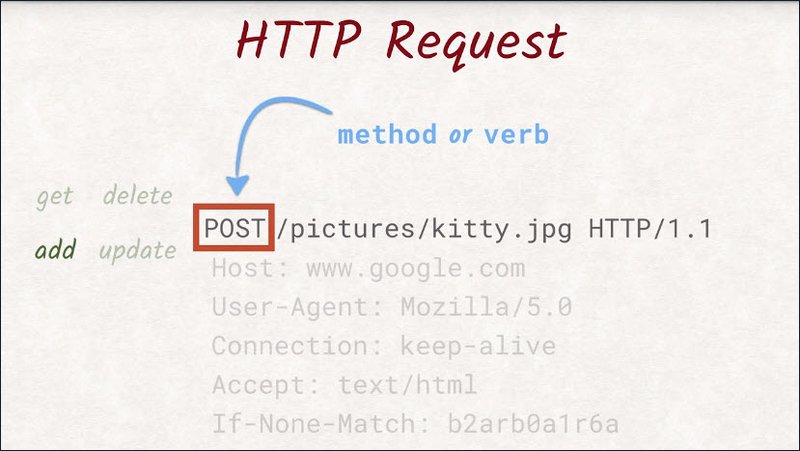 HTTP Request
method or verb
get delete
POST /pictures/kitty.jpg HTTP/1.1
add update
Host: www.google.com
User-Agent: Mozilla/5.0
Connection: keep-alive
Accept: text/html
If-None-Match: b2arb0a1r6a